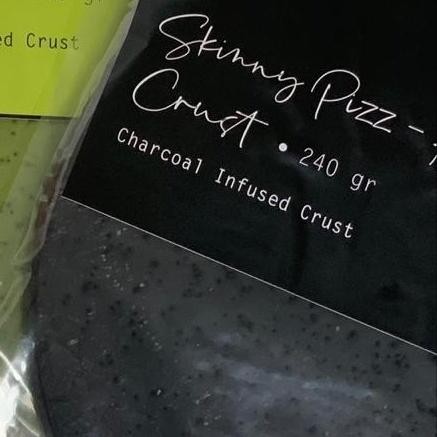 ed Crust
Skinny Pizz -
Crust • 240 gr
Charcoal Infused Crust